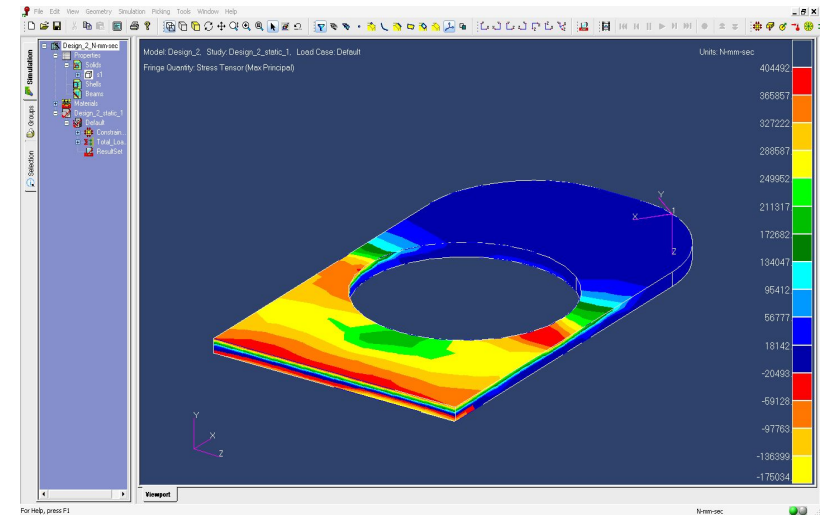 File Edit View Geometry Simulation Picking Tools Window Help
Simulation
Groups
Selection
Design_2_N-mm-sec
Properties
Solids
s1
Shells
Beams
Materials
Design_2_static_1
Default
Constrain...
Total_Loa...
ResultSet
Model: Design_2, Study: Design_2_static_1, Load Case: Default
Units: N-mm-sec
Fringe Quantity: Stress Tensor (Max Principal)
404492
365857
327222
288587
249952
211317
172682
134047
95412
56777
18142
-20493
-59128
-97763
-136399
-175034
Y
1
X
Z
Y
X
Z
Viewport
For Help, press F1
N-mm-sec